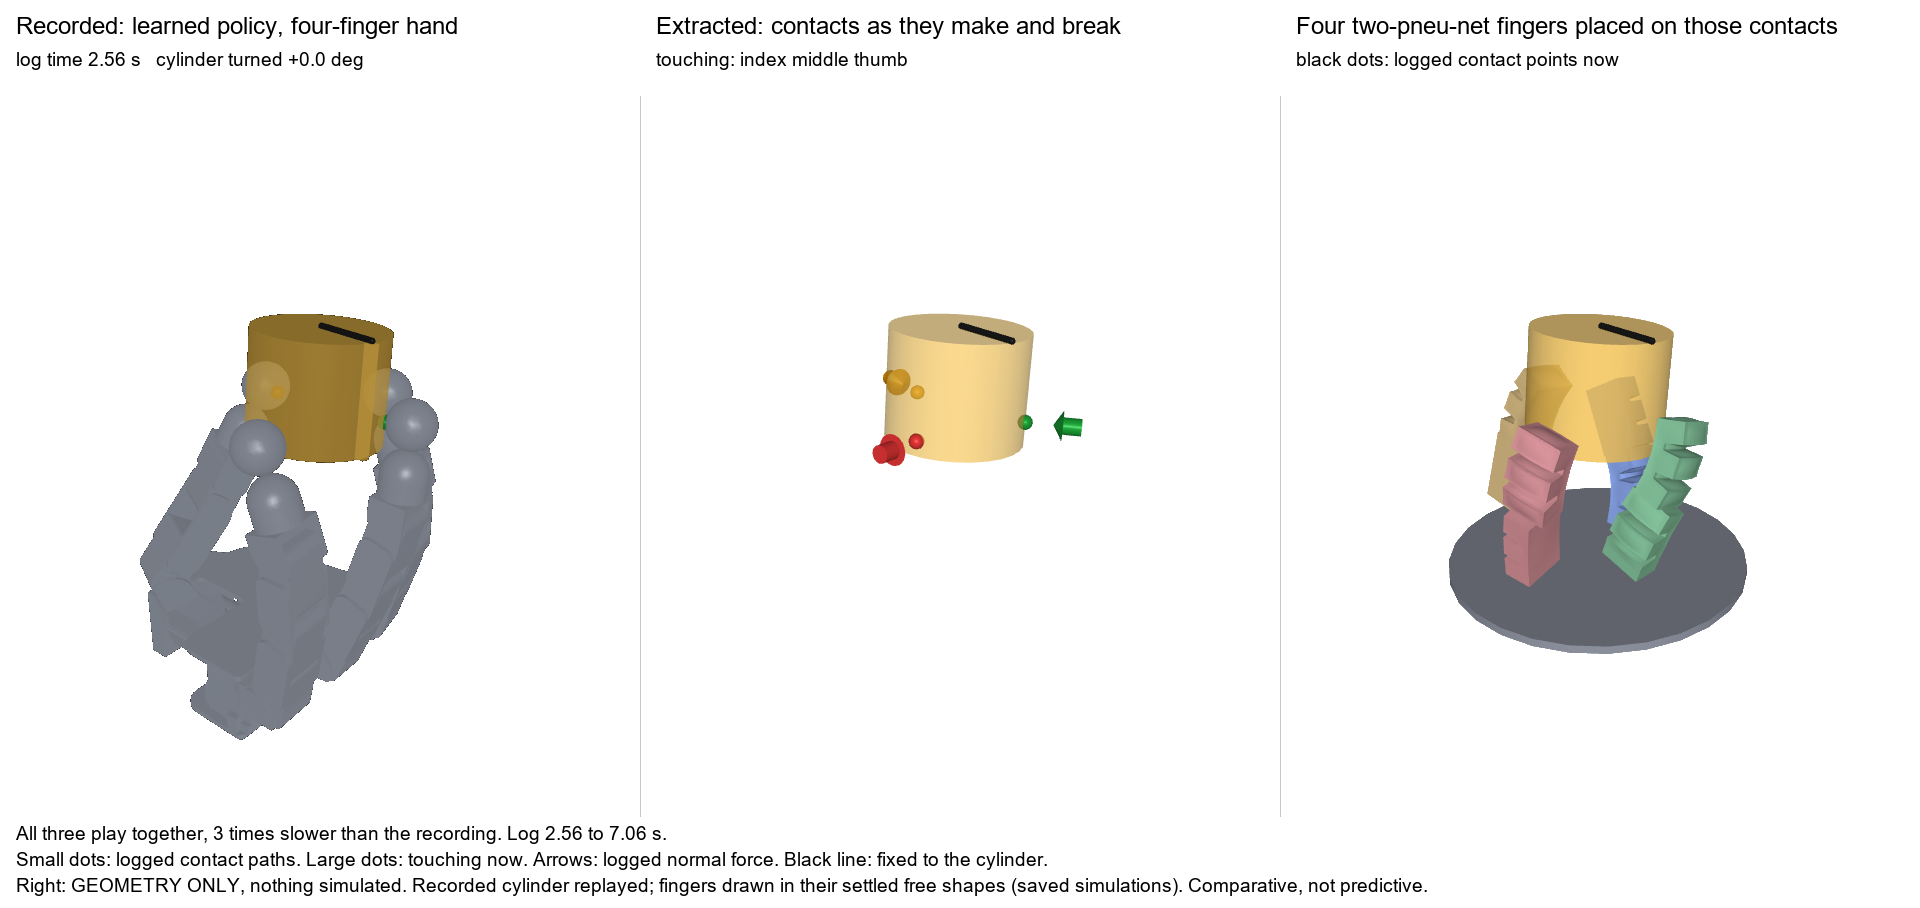 Recorded: learned policy, four-finger hand
log time 2.56 s   cylinder turned +0.0 deg
Extracted: contacts as they make and break
touching: index middle thumb
Four two-pneu-net fingers placed on those contacts
black dots: logged contact points now
All three play together, 3 times slower than the recording. Log 2.56 to 7.06 s.
Small dots: logged contact paths. Large dots: touching now. Arrows: logged normal force. Black line: fixed to the cylinder.
Right: GEOMETRY ONLY, nothing simulated. Recorded cylinder replayed; fingers drawn in their settled free shapes (saved simulations). Comparative, not predictive.